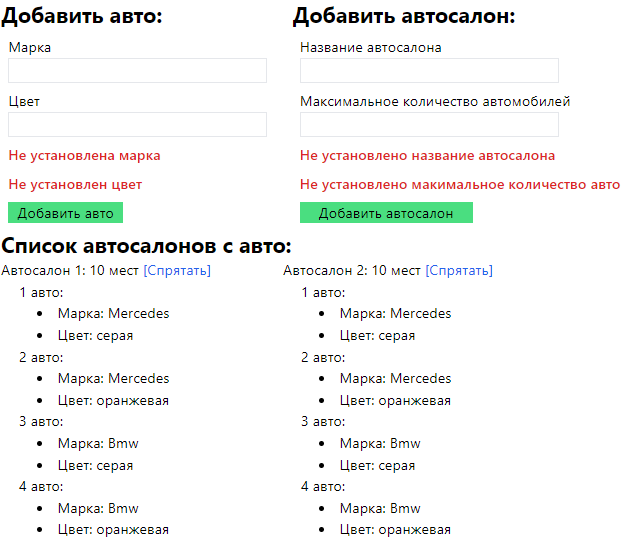 Добавить авто:
Марка
Цвет
Не установлена марка
Не установлен цвет
Добавить авто
Добавить автосалон:
Название автосалона
Максимальное количество автомобилей
Не установлено название автосалона
Не установлено макимальное количество авто
Добавить автосалон
Список автосалонов с авто:
Автосалон 1: 10 мест [Спрятать]
1 авто:
• Марка: Mercedes
• Цвет: серая
2 авто:
• Марка: Mercedes
• Цвет: оранжевая
3 авто:
• Марка: Bmw
• Цвет: серая
4 авто:
• Марка: Bmw
• Цвет: оранжевая
Автосалон 2: 10 мест [Спрятать]
1 авто:
• Марка: Mercedes
• Цвет: серая
2 авто:
• Марка: Mercedes
• Цвет: оранжевая
3 авто:
• Марка: Bmw
• Цвет: серая
4 авто:
• Марка: Bmw
• Цвет: оранжевая